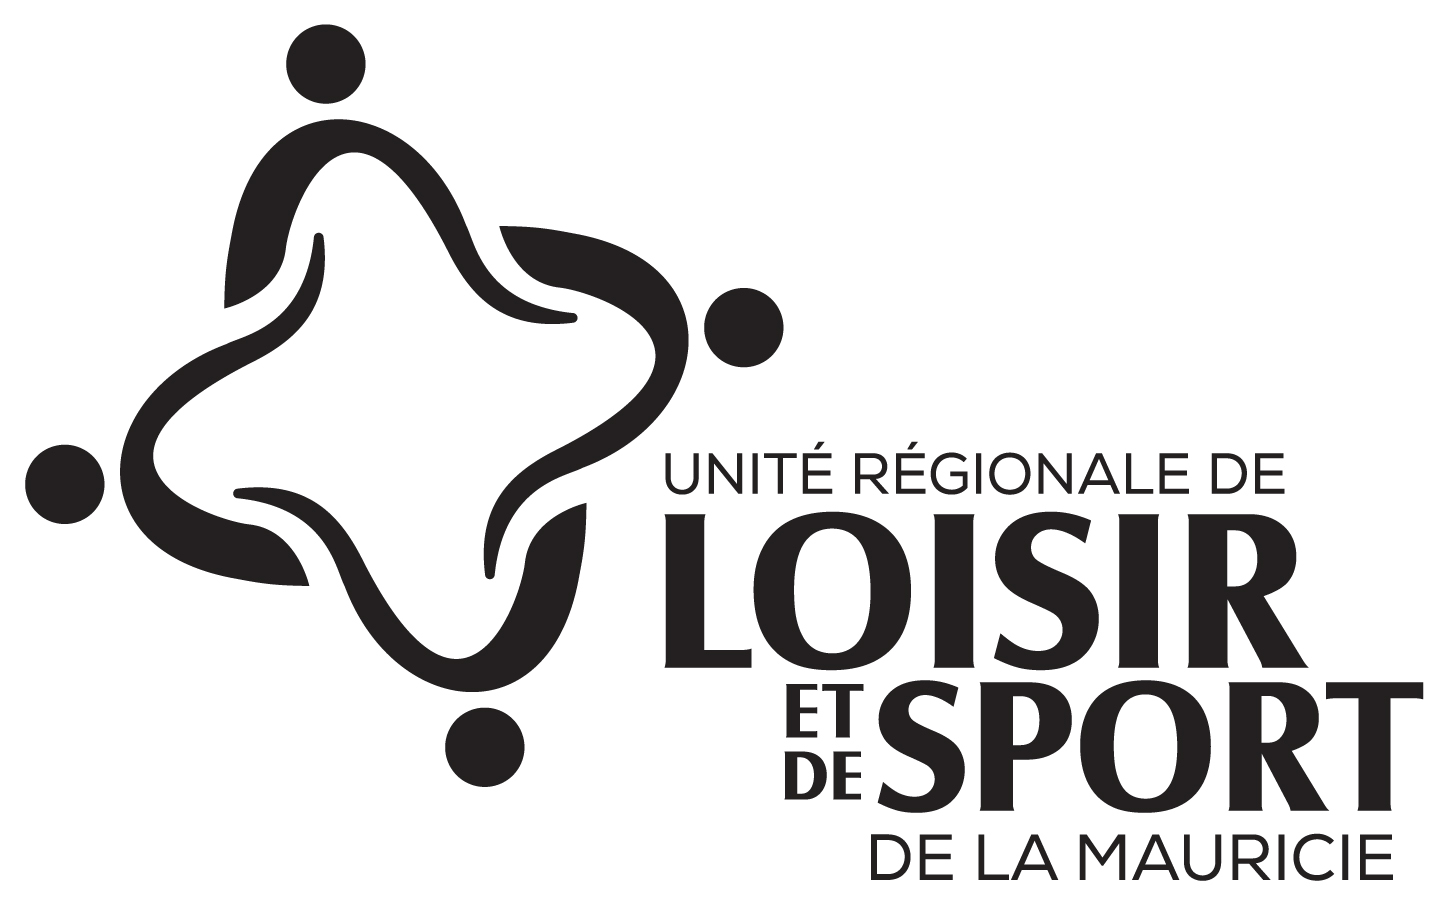 UNITÉ RÉGIONALE DE
LOISIR
ET DE SPORT
DE LA MAURICIE